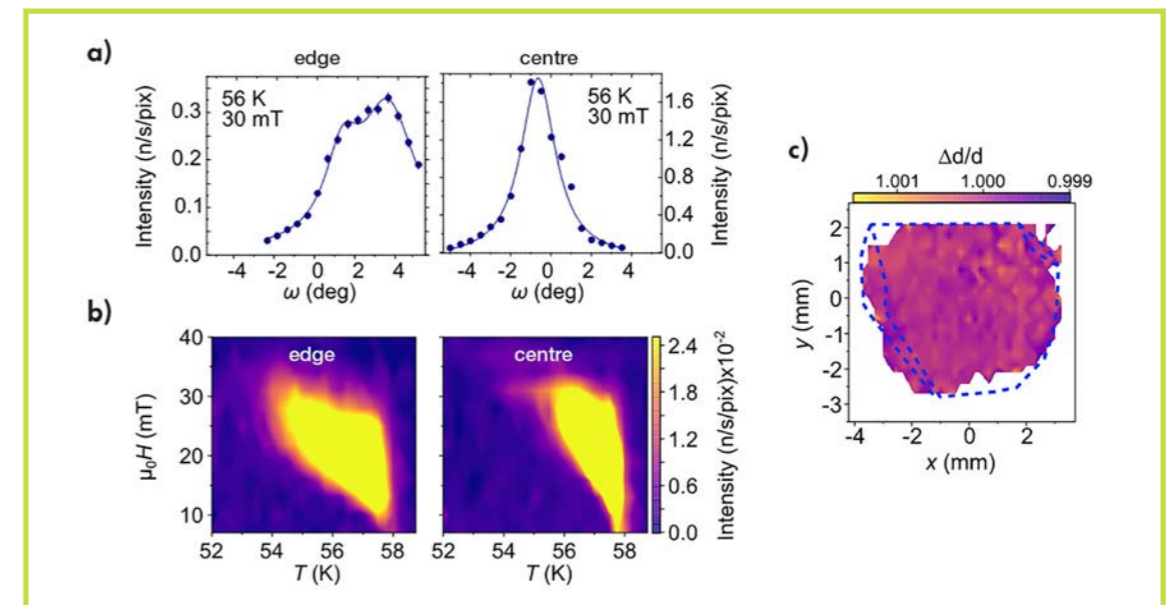 a)
edge
centre
56 K
30 mT
56 K
30 mT
Intensity (n/s/pix)
0.3
0.2
0.1
0.0
1.6
1.2
0.8
0.4
0.0
Intensity (n/s/pix)
-4 -2 0 2 4
-4 -2 0 2 4
ω (deg)
ω (deg)
b)
edge
centre
μ₀H (mT)
40
30
20
10
2.4
1.8
1.2
0.6
0.0
Intensity (n/s/pix)x10⁻²
52 54 56 58
52 54 56 58
T (K)
T (K)
c)
Δd/d
1.001 1.000 0.999
y (mm)
2
1
0
-1
-2
-3
-4 -2 0 2
x (mm)